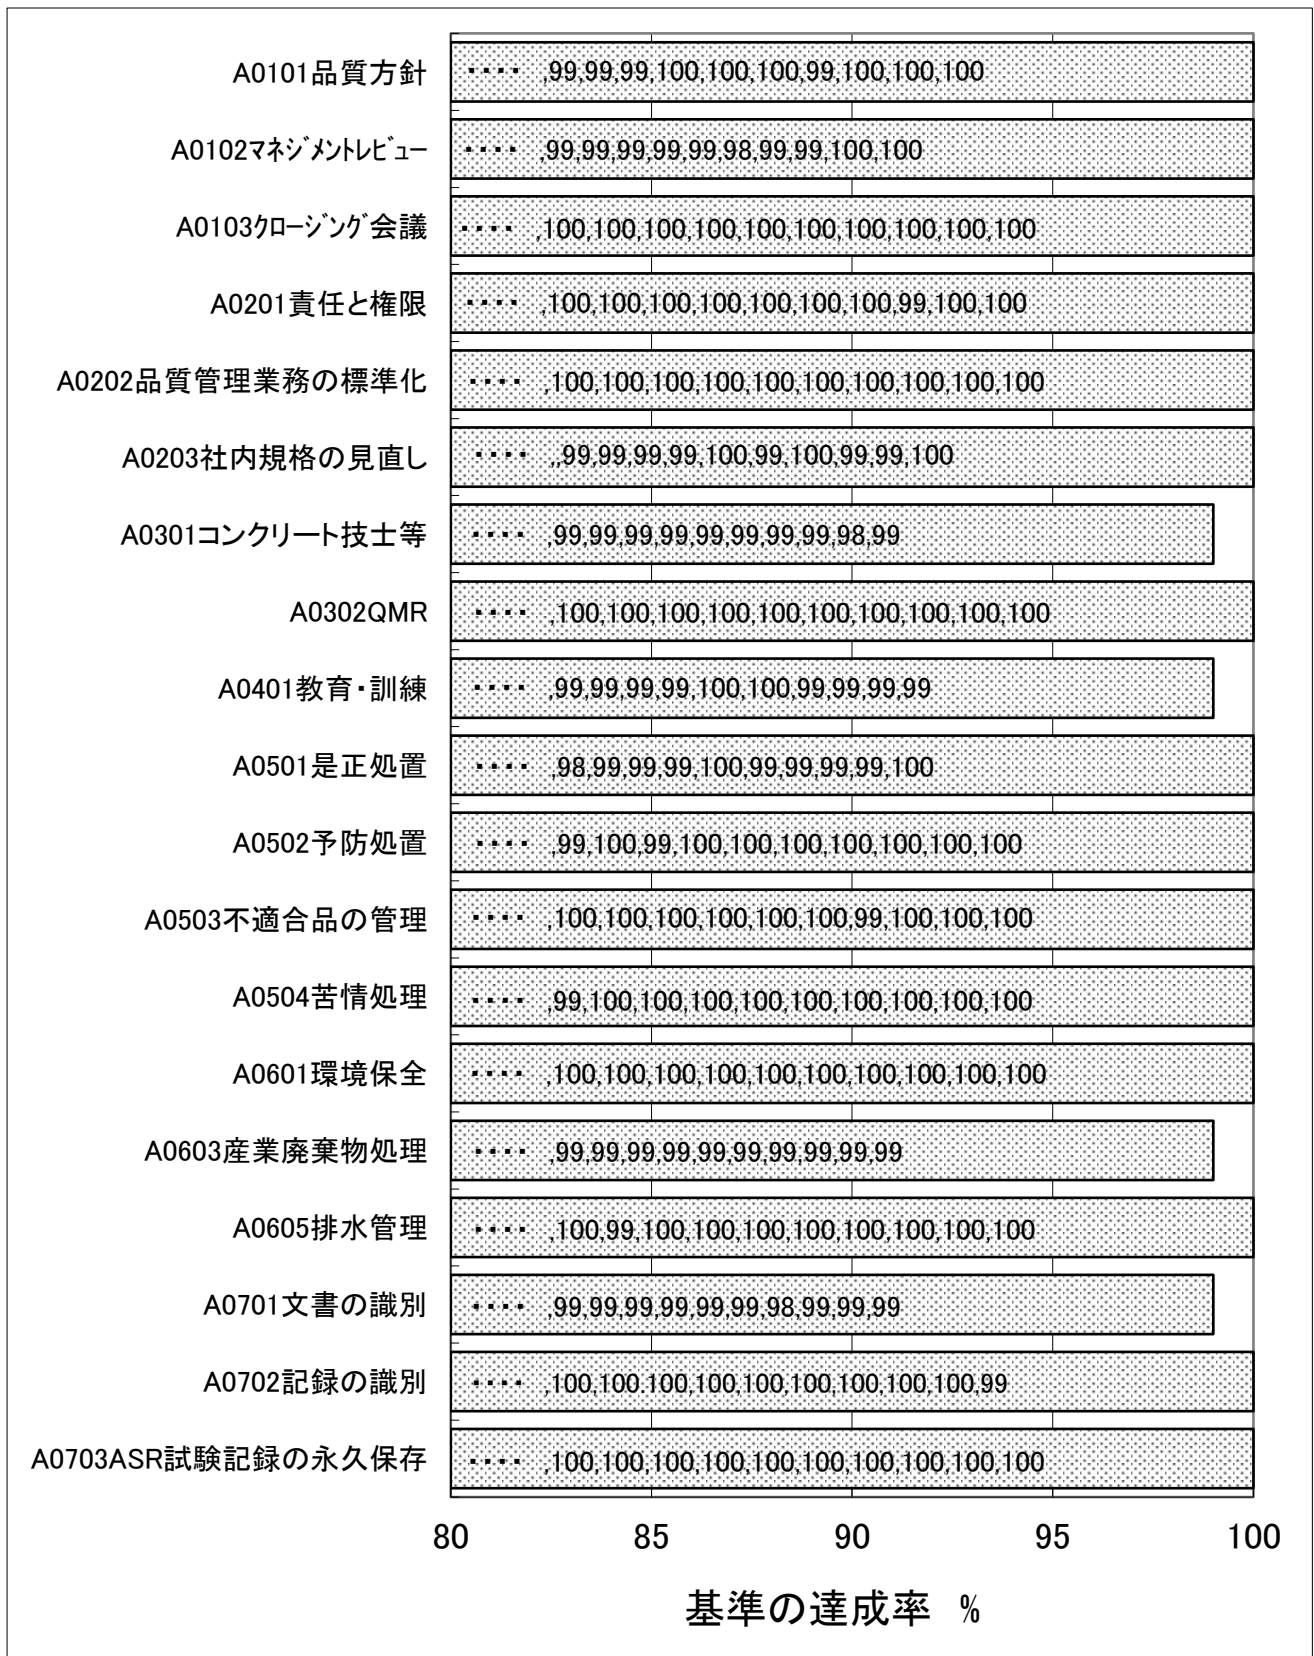 A0101品質方針 ････ ,99,99,99,100,100,100,99,100,100,100
A0102ﾏﾈｼﾞﾒﾝﾄﾚﾋﾞｭｰ ････ ,99,99,99,99,99,98,99,99,100,100
A0103ｸﾛｰｼﾞﾝｸﾞ会議 ････ ,100,100,100,100,100,100,100,100,100,100
A0201責任と権限 ････ ,100,100,100,100,100,100,100,99,100,100
A0202品質管理業務の標準化 ････ ,100,100,100,100,100,100,100,100,100,100
A0203社内規格の見直し ････ ,,99,99,99,99,100,99,100,99,99,100
A0301コンクリート技士等 ････ ,99,99,99,99,99,99,99,99,98,99
A0302QMR ････ ,100,100,100,100,100,100,100,100,100,100
A0401教育･訓練 ････ ,99,99,99,99,100,100,99,99,99,99
A0501是正処置 ････ ,98,99,99,99,100,99,99,99,99,100
A0502予防処置 ････ ,99,100,99,100,100,100,100,100,100,100
A0503不適合品の管理 ････ ,100,100,100,100,100,100,99,100,100,100
A0504苦情処理 ････ ,99,100,100,100,100,100,100,100,100,100
A0601環境保全 ････ ,100,100,100,100,100,100,100,100,100,100
A0603産業廃棄物処理 ････ ,99,99,99,99,99,99,99,99,99,99
A0605排水管理 ････ ,100,99,100,100,100,100,100,100,100,100
A0701文書の識別 ････ ,99,99,99,99,99,99,98,99,99,99
A0702記録の識別 ････ ,100,100.100,100,100,100,100,100,100,99
A0703ASR試験記録の永久保存 ････ ,100,100,100,100,100,100,100,100,100,100
80 85 90 95 100
基準の達成率 %